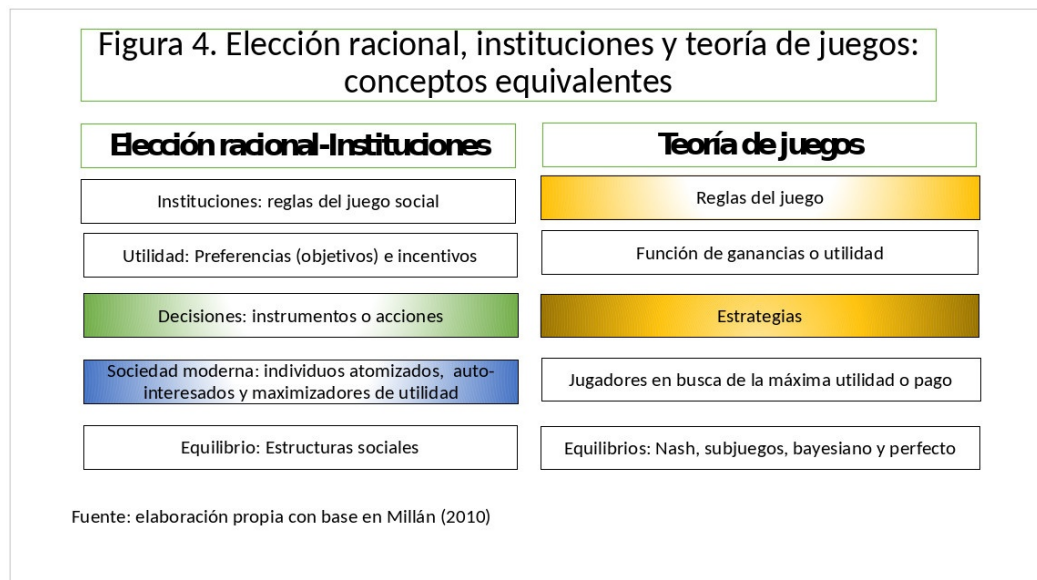 Figura 4. Elección racional, instituciones y teoría de juegos:
conceptos equivalentes
Elección racional-Instituciones
Teoría de juegos
Instituciones: reglas del juego social
Reglas del juego
Utilidad: Preferencias (objetivos) e incentivos
Función de ganancias o utilidad
Decisiones: instrumentos o acciones
Estrategias
Sociedad moderna: individuos atomizados, auto-
interesados y maximizadores de utilidad
Jugadores en busca de la máxima utilidad o pago
Equilibrio: Estructuras sociales
Equilibrios: Nash, subjuegos, bayesiano y perfecto
Fuente: elaboración propia con base en Millán (2010)